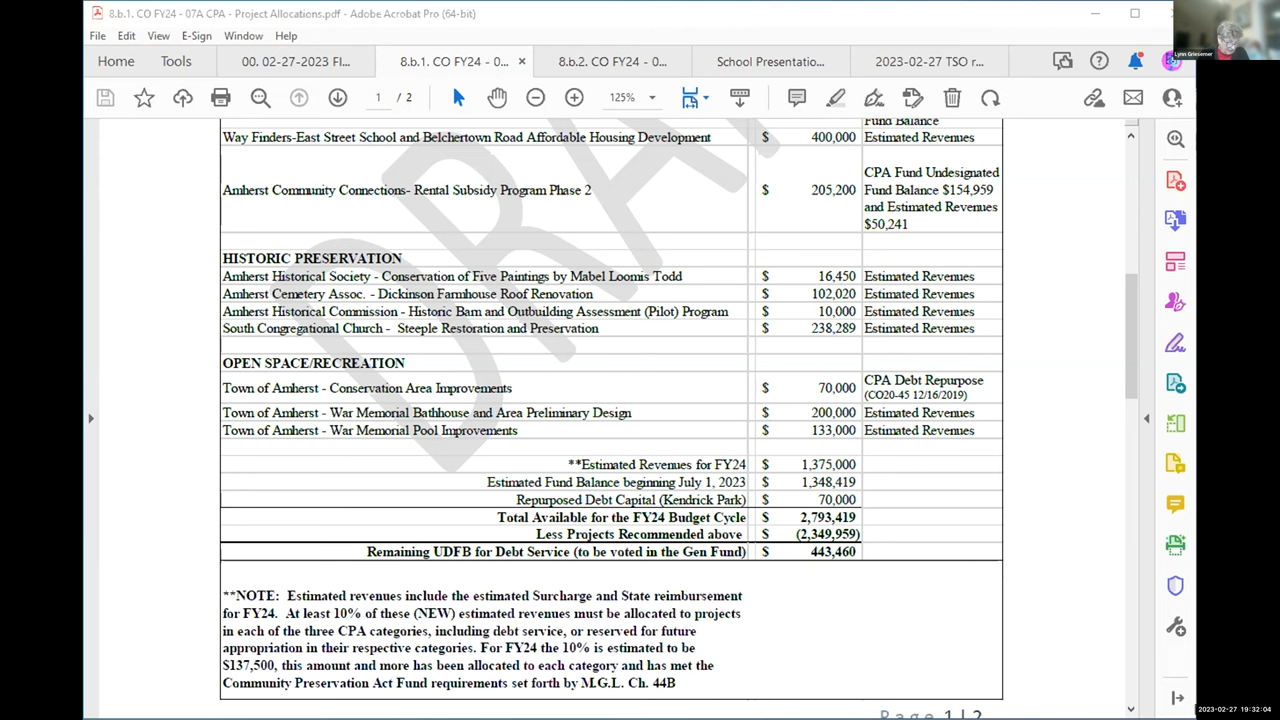 8.b.1. CO FY24 - 07A CPA - Project Allocations.pdf - Adobe Acrobat Pro (64-bit)
File Edit View E-Sign Window Help
Home Tools 00. 02-27-2023 FI... 8.b.1. CO FY24 - 0... × 8.b.2. CO FY24 - 0... School Presentatio... 2023-02-27 TSO r...
1 / 2 125%
Lynn Griesemer
Fund Balance
Way Finders-East Street School and Belchertown Road Affordable Housing Development $ 400,000 Estimated Revenues
Amherst Community Connections- Rental Subsidy Program Phase 2 $ 205,200 CPA Fund Undesignated
Fund Balance $154,959
and Estimated Revenues
$50,241
HISTORIC PRESERVATION
Amherst Historical Society - Conservation of Five Paintings by Mabel Loomis Todd $ 16,450 Estimated Revenues
Amherst Cemetery Assoc. - Dickinson Farmhouse Roof Renovation $ 102,020 Estimated Revenues
Amherst Historical Commission - Historic Barn and Outbuilding Assessment (Pilot) Program $ 10,000 Estimated Revenues
South Congregational Church - Steeple Restoration and Preservation $ 238,289 Estimated Revenues
OPEN SPACE/RECREATION
Town of Amherst - Conservation Area Improvements $ 70,000 CPA Debt Repurpose
(CO20-45 12/16/2019)
Town of Amherst - War Memorial Bathhouse and Area Preliminary Design $ 200,000 Estimated Revenues
Town of Amherst - War Memorial Pool Improvements $ 133,000 Estimated Revenues
**Estimated Revenues for FY24 $ 1,375,000
Estimated Fund Balance beginning July 1, 2023 $ 1,348,419
Repurposed Debt Capital (Kendrick Park) $ 70,000
Total Available for the FY24 Budget Cycle $ 2,793,419
Less Projects Recommended above $ (2,349,959)
Remaining UDFB for Debt Service (to be voted in the Gen Fund) $ 443,460
**NOTE: Estimated revenues include the estimated Surcharge and State reimbursement
for FY24. At least 10% of these (NEW) estimated revenues must be allocated to projects
in each of the three CPA categories, including debt service, or reserved for future
appropriation in their respective categories. For FY24 the 10% is estimated to be
$137,500, this amount and more has been allocated to each category and has met the
Community Preservation Act Fund requirements set forth by M.G.L. Ch. 44B
Page 1 | 2
2023-02-27 19:32:04